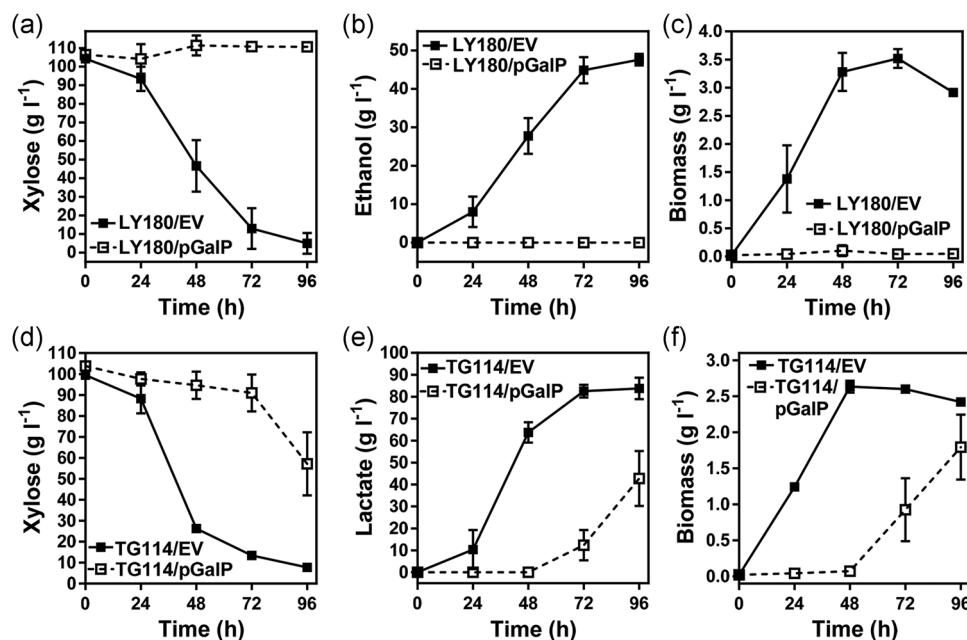 (a)
Xylose (g l⁻¹)
110
100
90
80
70
60
50
40
30
20
10
0
LY180/EV
LY180/pGalP
0 24 48 72 96
Time (h)
(b)
Ethanol (g l⁻¹)
50
40
30
20
10
0
LY180/EV
LY180/pGalP
0 24 48 72 96
Time (h)
(c)
Biomass (g l⁻¹)
4.0
3.5
3.0
2.5
2.0
1.5
1.0
0.5
0.0
LY180/EV
LY180/pGalP
0 24 48 72 96
Time (h)
(d)
Xylose (g l⁻¹)
110
100
90
80
70
60
50
40
30
20
10
0
TG114/EV
TG114/pGalP
0 24 48 72 96
Time (h)
(e)
Lactate (g l⁻¹)
100
90
80
70
60
50
40
30
20
10
0
TG114/EV
TG114/pGalP
0 24 48 72 96
Time (h)
(f)
Biomass (g l⁻¹)
3.0
2.5
2.0
1.5
1.0
0.5
0.0
TG114/EV
TG114/
pGalP
0 24 48 72 96
Time (h)